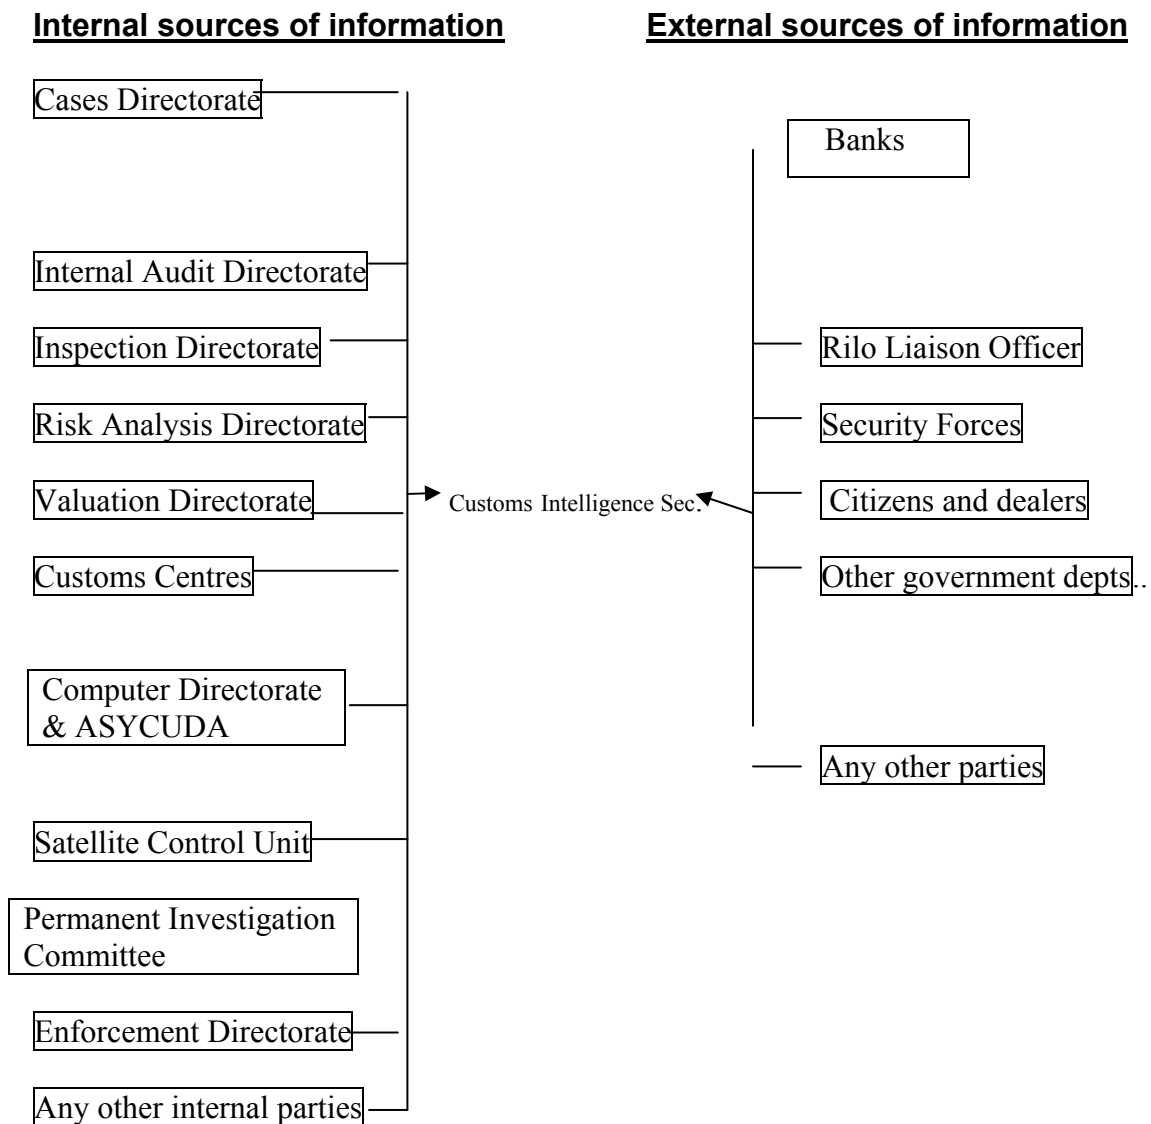 Internal sources of information
External sources of information
Cases Directorate
Banks
Internal Audit Directorate
Inspection Directorate
Rilo Liaison Officer
Risk Analysis Directorate
Security Forces
Valuation Directorate
Customs Intelligence Sec.
Citizens and dealers
Customs Centres
Other government depts..
Computer Directorate
& ASYCUDA
Any other parties
Satellite Control Unit
Permanent Investigation
Committee
Enforcement Directorate
Any other internal parties